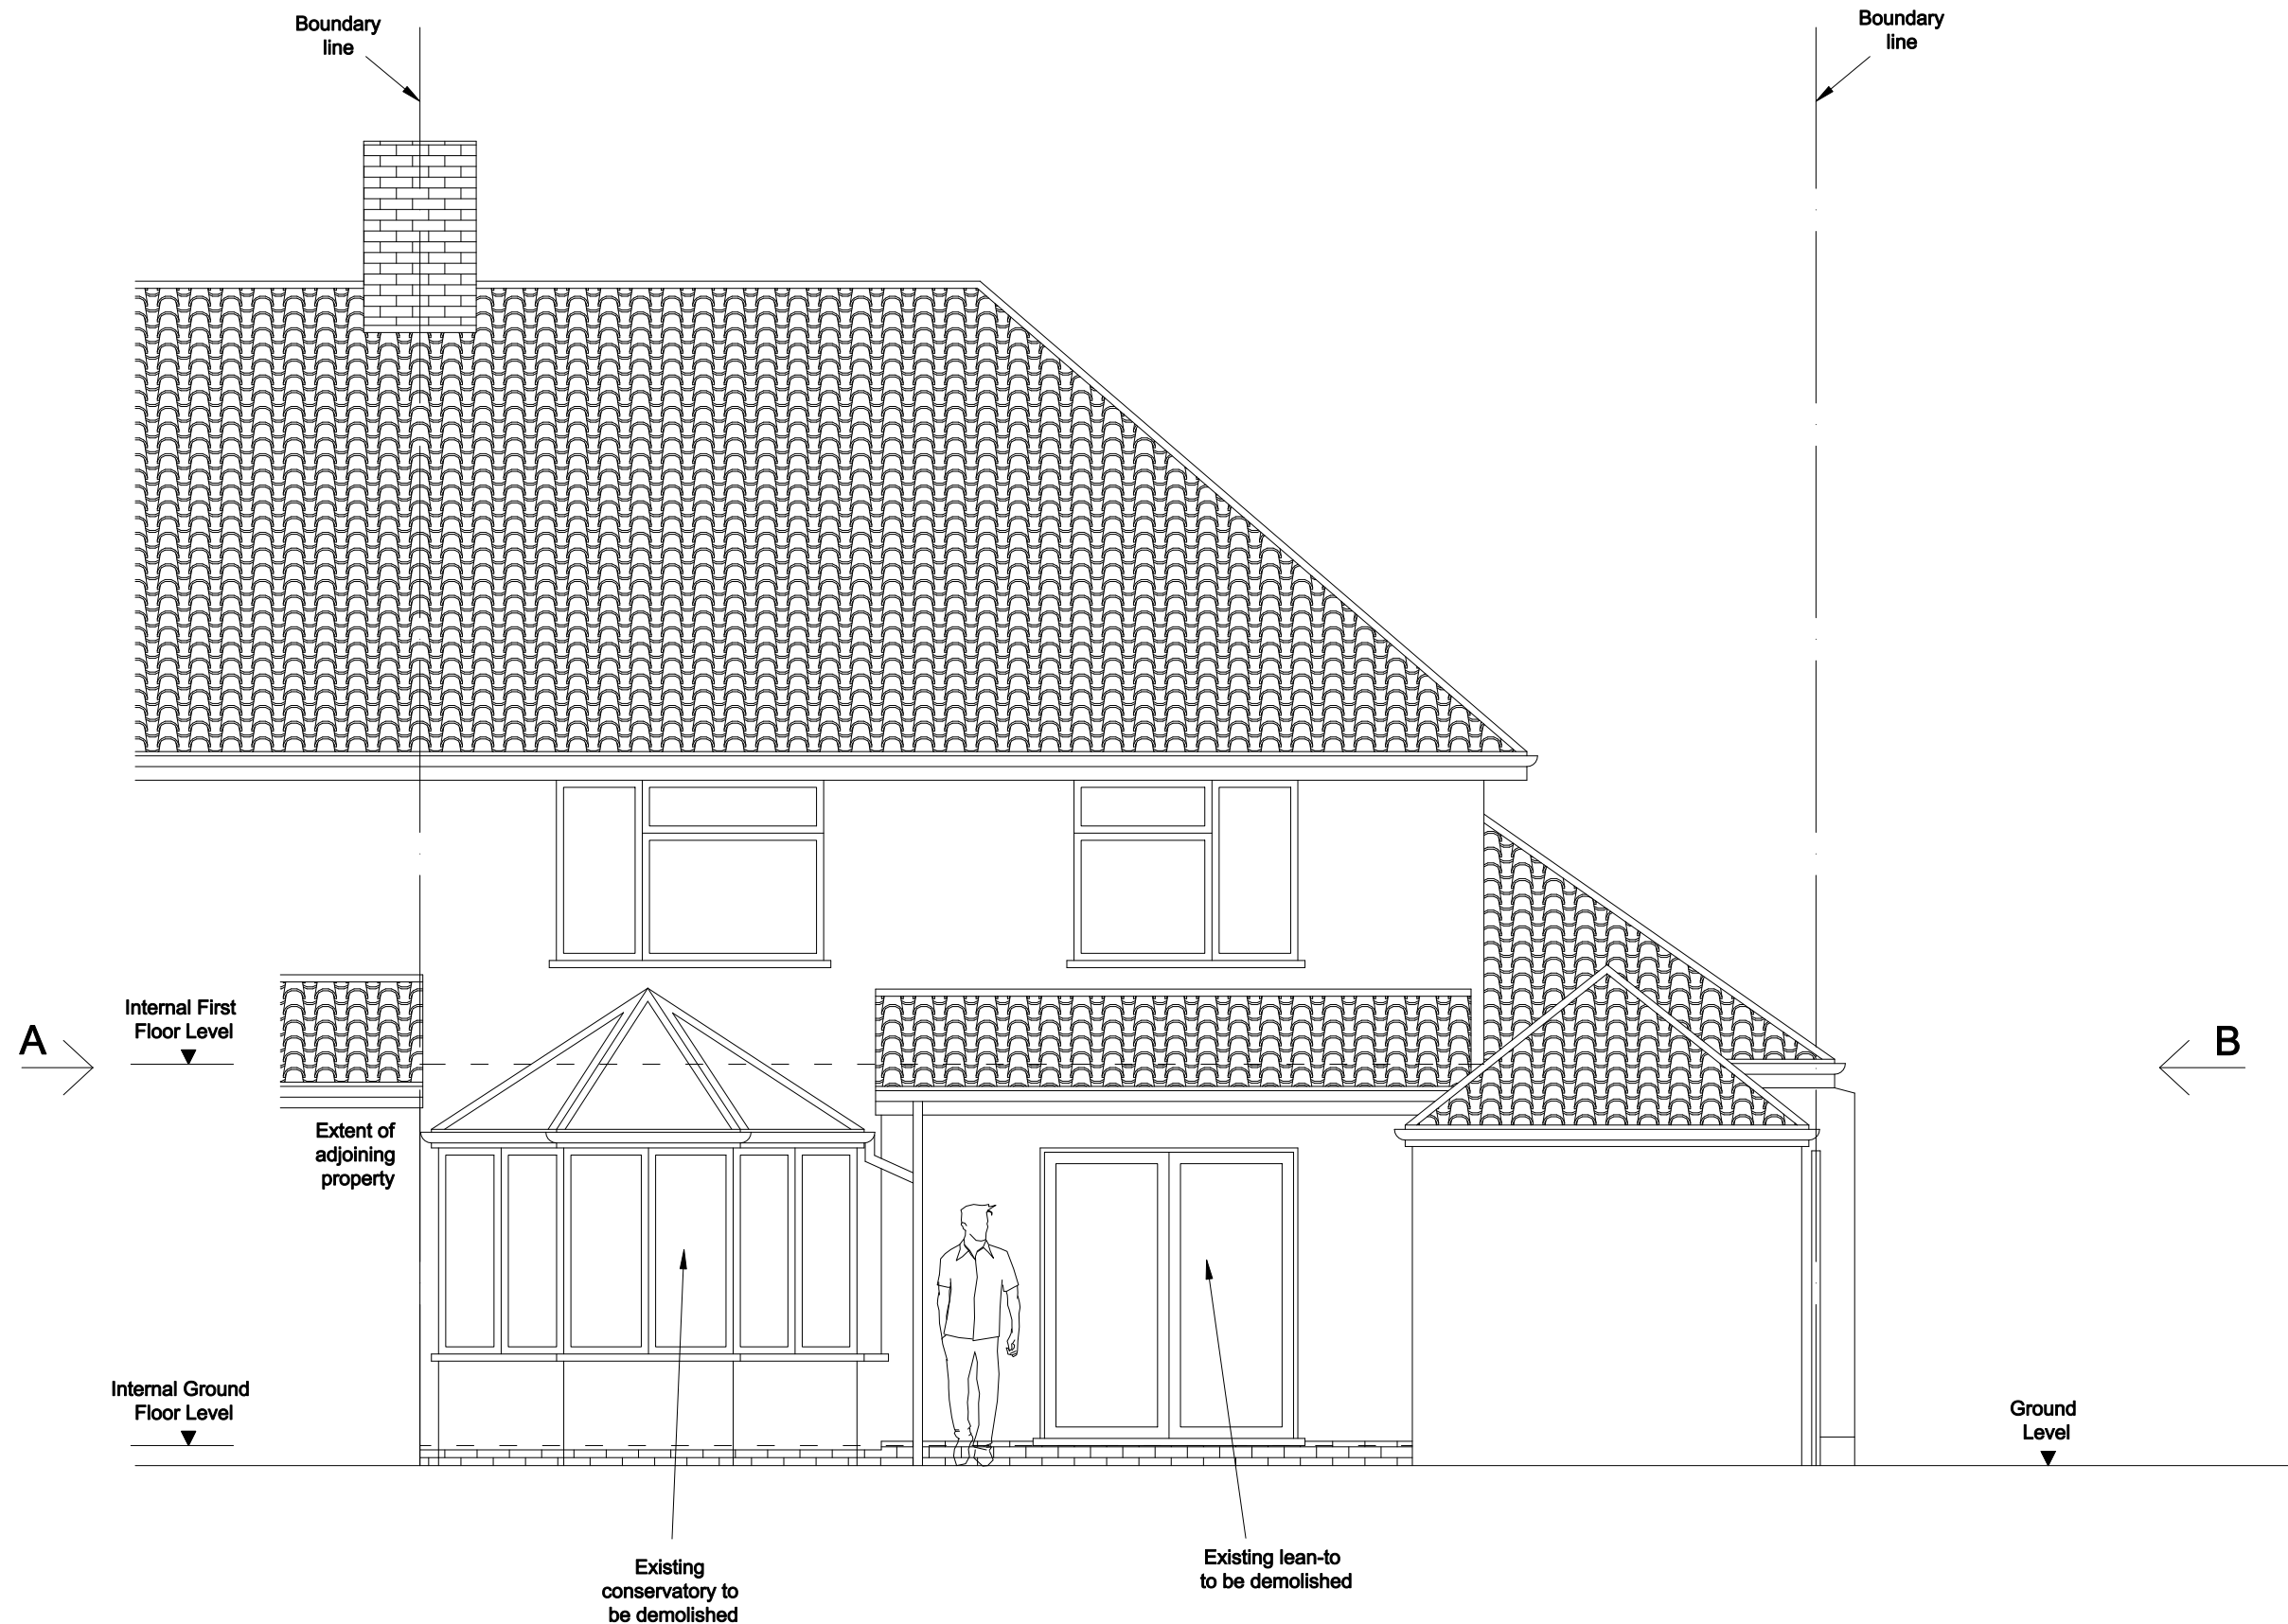 Boundary
line
Boundary
line
Internal First
Floor Level
A
B
Extent of
adjoining
property
Internal Ground
Floor Level
Ground
Level
Existing
conservatory to
be demolished
Existing lean-to
to be demolished